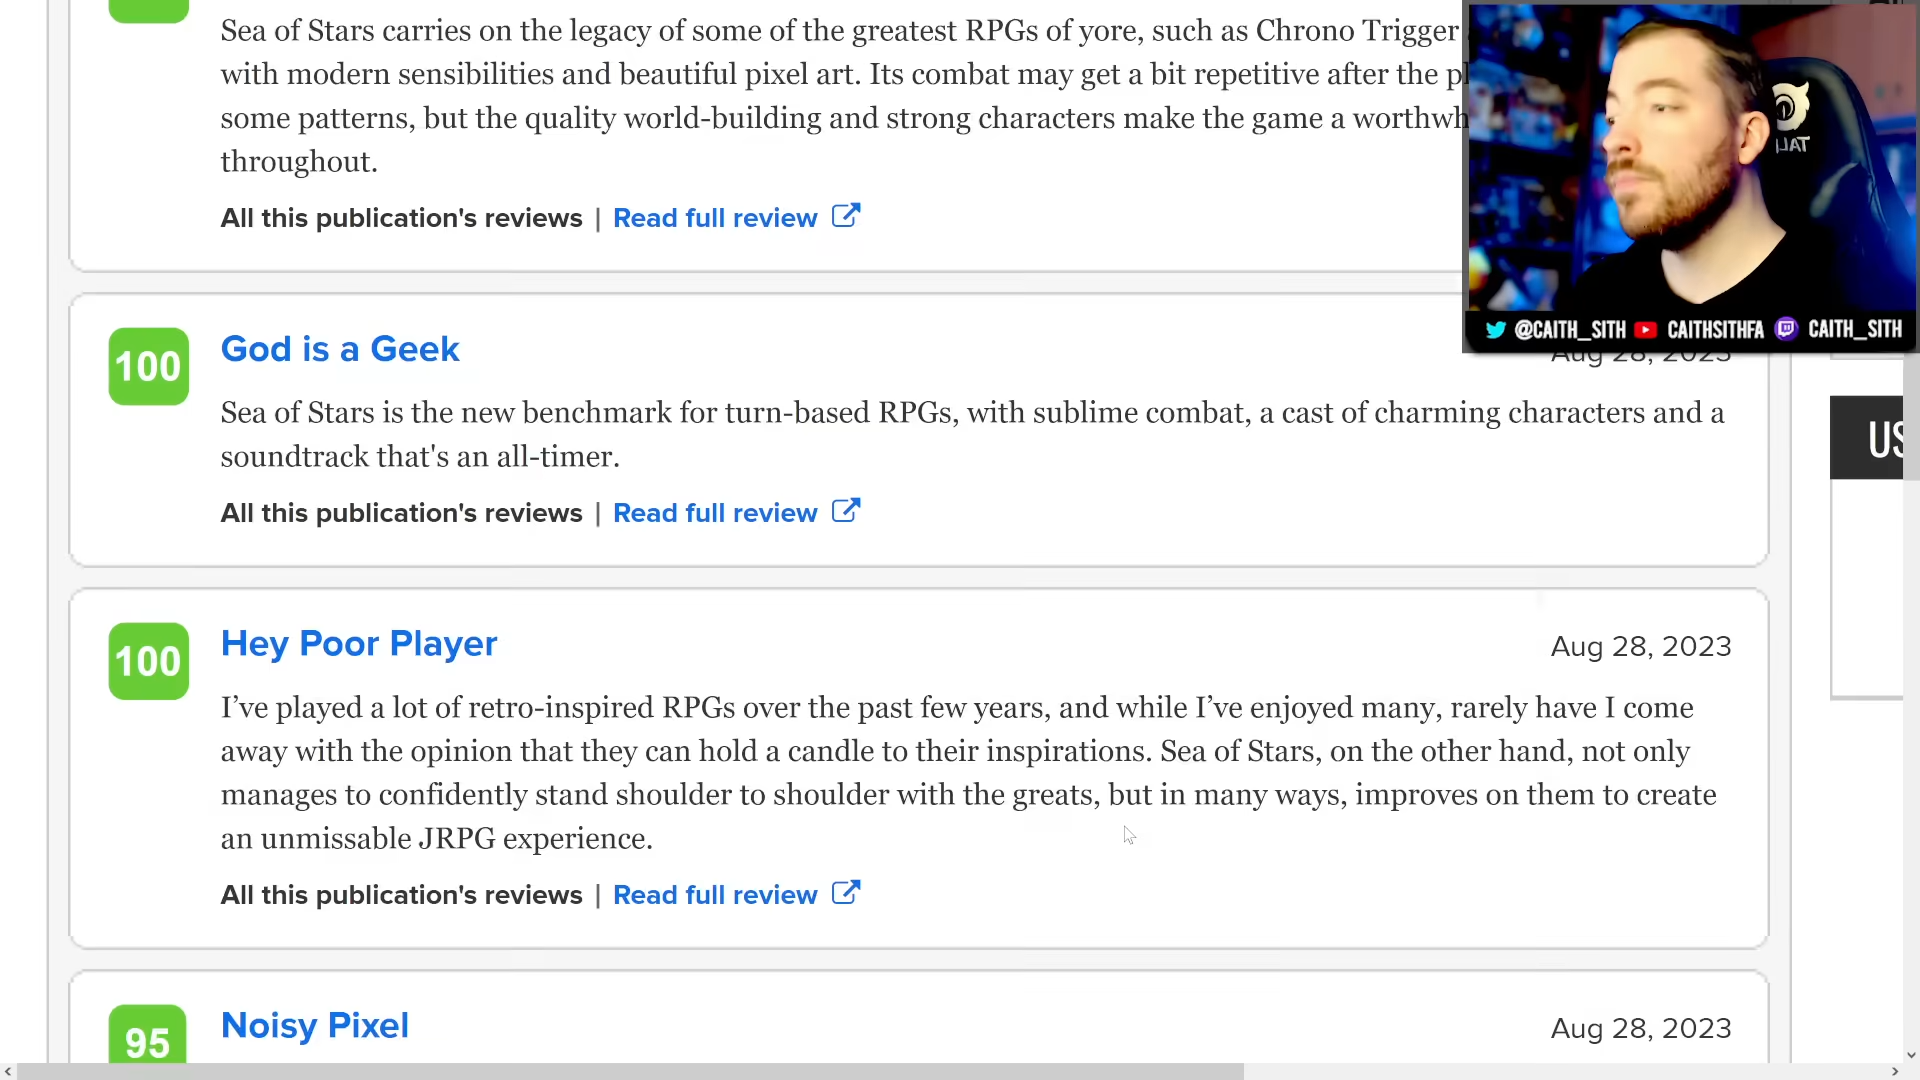 Sea of Stars carries on the legacy of some of the greatest RPGs of yore, such as Chrono Trigger
with modern sensibilities and beautiful pixel art. Its combat may get a bit repetitive after the
some patterns, but the quality world-building and strong characters make the game a
throughout.
All this publication's reviews | Read full review
@CAITH_SITH CAITHSITHFA CAITH_SITH
100
God is a Geek
Aug 28, 2023
Sea of Stars is the new benchmark for turn-based RPGs, with sublime combat, a cast of charming characters and a
soundtrack that's an all-timer.
All this publication's reviews | Read full review
US
100
Hey Poor Player
Aug 28, 2023
I’ve played a lot of retro-inspired RPGs over the past few years, and while I’ve enjoyed many, rarely have I come
away with the opinion that they can hold a candle to their inspirations. Sea of Stars, on the other hand, not only
manages to confidently stand shoulder to shoulder with the greats, but in many ways, improves on them to create
an unmissable JRPG experience.
All this publication's reviews | Read full review
95
Noisy Pixel
Aug 28, 2023